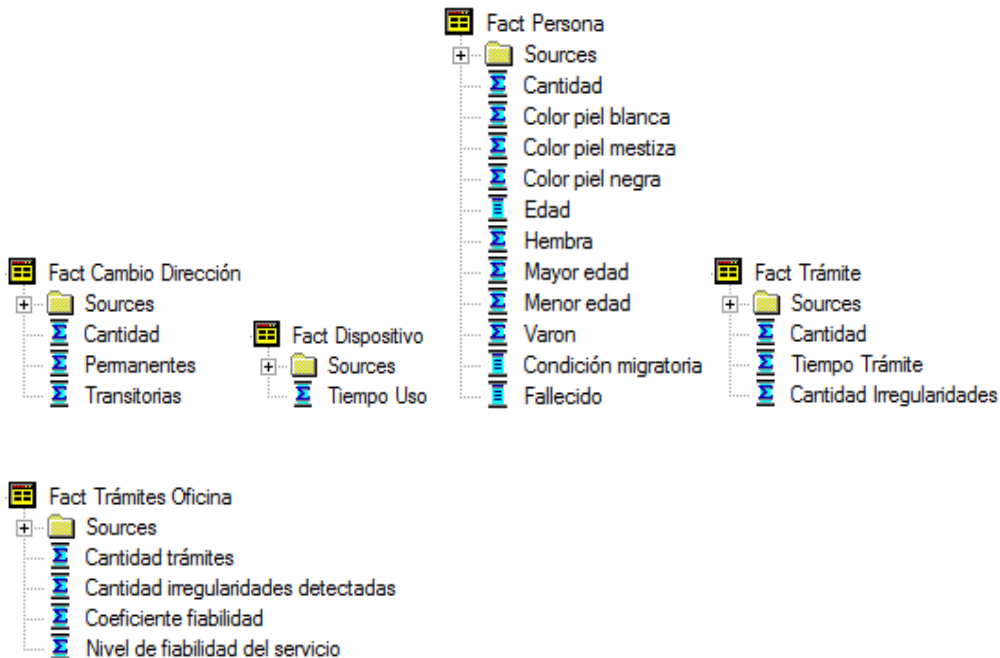 Fact Persona
Sources
Cantidad
Color piel blanca
Color piel mestiza
Color piel negra
Edad
Hembra
Mayor edad
Menor edad
Varon
Condición migratoria
Fallecido
Fact Cambio Dirección
Sources
Cantidad
Permanentes
Transitorias
Fact Dispositivo
Sources
Tiempo Uso
Fact Trámite
Sources
Cantidad
Tiempo Trámite
Cantidad Irregularidades
Fact Trámites Oficina
Sources
Cantidad trámites
Cantidad irregularidades detectadas
Coeficiente fiabilidad
Nivel de fiabilidad del servicio